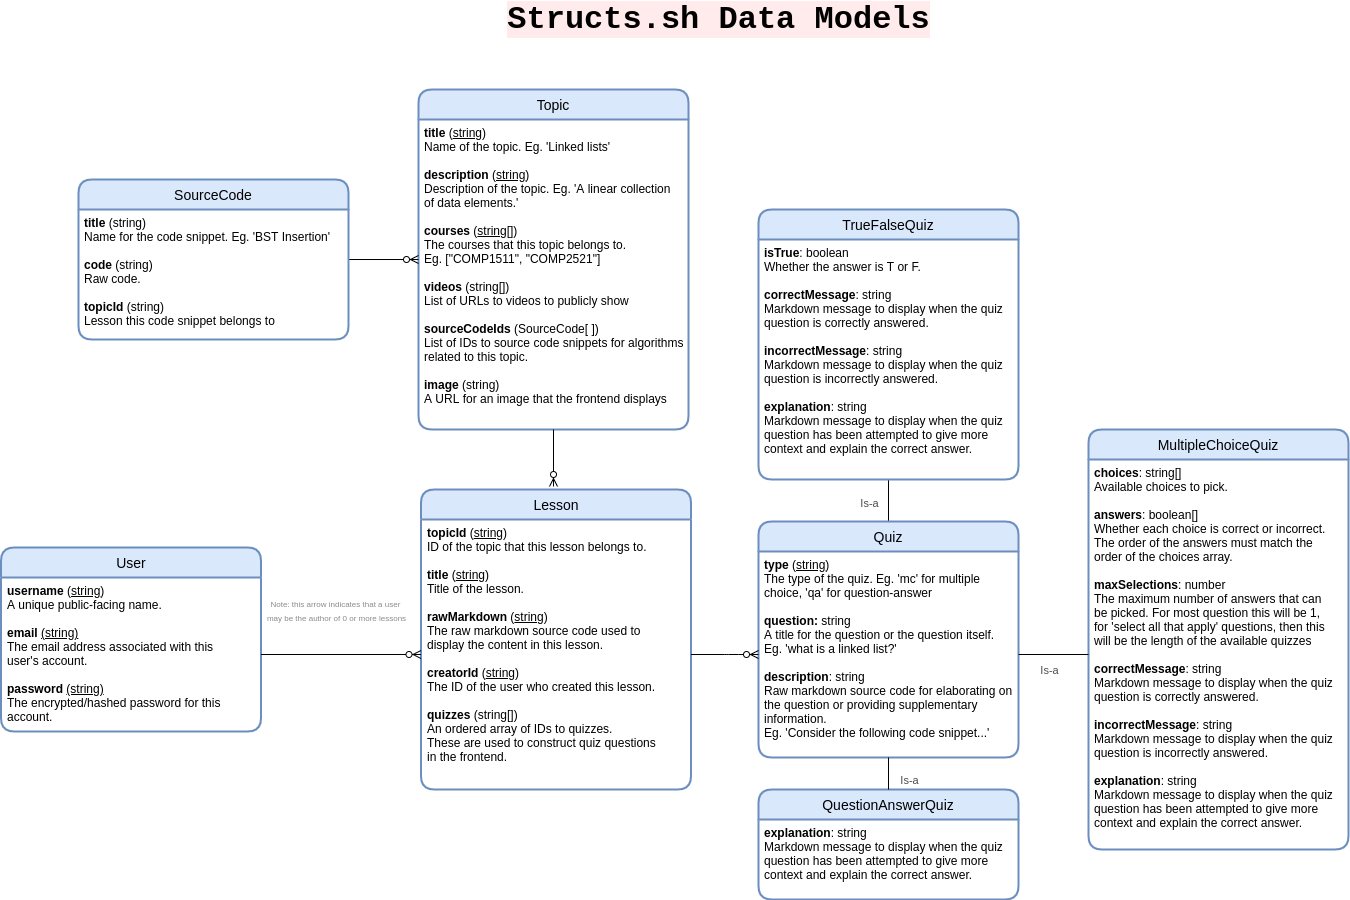 Structs.sh Data Models
Topic
title (string)
Name of the topic. Eg. 'Linked lists'
description (string)
Description of the topic. Eg. 'A linear collection
of data elements.'
courses (string[])
The courses that this topic belongs to.
Eg. ["COMP1511", "COMP2521"]
videos (string[])
List of URLs to videos to publicly show
sourceCodeIds (SourceCode[ ])
List of IDs to source code snippets for algorithms
related to this topic.
image (string)
A URL for an image that the frontend displays
SourceCode
title (string)
Name for the code snippet. Eg. 'BST Insertion'
code (string)
Raw code.
topicId (string)
Lesson this code snippet belongs to
TrueFalseQuiz
isTrue: boolean
Whether the answer is T or F.
correctMessage: string
Markdown message to display when the quiz
question is correctly answered.
incorrectMessage: string
Markdown message to display when the quiz
question is incorrectly answered.
explanation: string
Markdown message to display when the quiz
question has been attempted to give more
context and explain the correct answer.
Is-a
User
username (string)
A unique public-facing name.
email (string)
The email address associated with this
user's account.
password (string)
The encrypted/hashed password for this
account.
Note: this arrow indicates that a user
may be the author of 0 or more lessons
Lesson
topicId (string)
ID of the topic that this lesson belongs to.
title (string)
Title of the lesson.
rawMarkdown (string)
The raw markdown source code used to
display the content in this lesson.
creatorId (string)
The ID of the user who created this lesson.
quizzes (string[])
An ordered array of IDs to quizzes.
These are used to construct quiz questions
in the frontend.
Quiz
type (string)
The type of the quiz. Eg. 'mc' for multiple
choice, 'qa' for question-answer
question: string
A title for the question or the question itself.
Eg. 'what is a linked list?'
description: string
Raw markdown source code for elaborating on
the question or providing supplementary
information.
Eg. 'Consider the following code snippet...'
Is-a
Is-a
QuestionAnswerQuiz
explanation: string
Markdown message to display when the quiz
question has been attempted to give more
context and explain the correct answer.
MultipleChoiceQuiz
choices: string[]
Available choices to pick.
answers: boolean[]
Whether each choice is correct or incorrect.
The order of the answers must match the
order of the choices array.
maxSelections: number
The maximum number of answers that can
be picked. For most question this will be 1,
for 'select all that apply' questions, then this
will be the length of the available quizzes
correctMessage: string
Markdown message to display when the quiz
question is correctly answered.
incorrectMessage: string
Markdown message to display when the quiz
question is incorrectly answered.
explanation: string
Markdown message to display when the quiz
question has been attempted to give more
context and explain the correct answer.